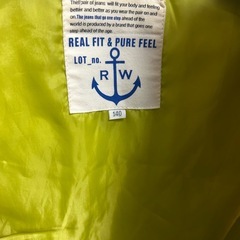 That pair of jeans will fit your body and feeling
better and better as you wear the pair on and
on. The jeans that go one step ahead of the
world is produced by a brand that goes one
step ahead of the age.
REAL FIT & PURE FEEL
LOT_no.
R W
540